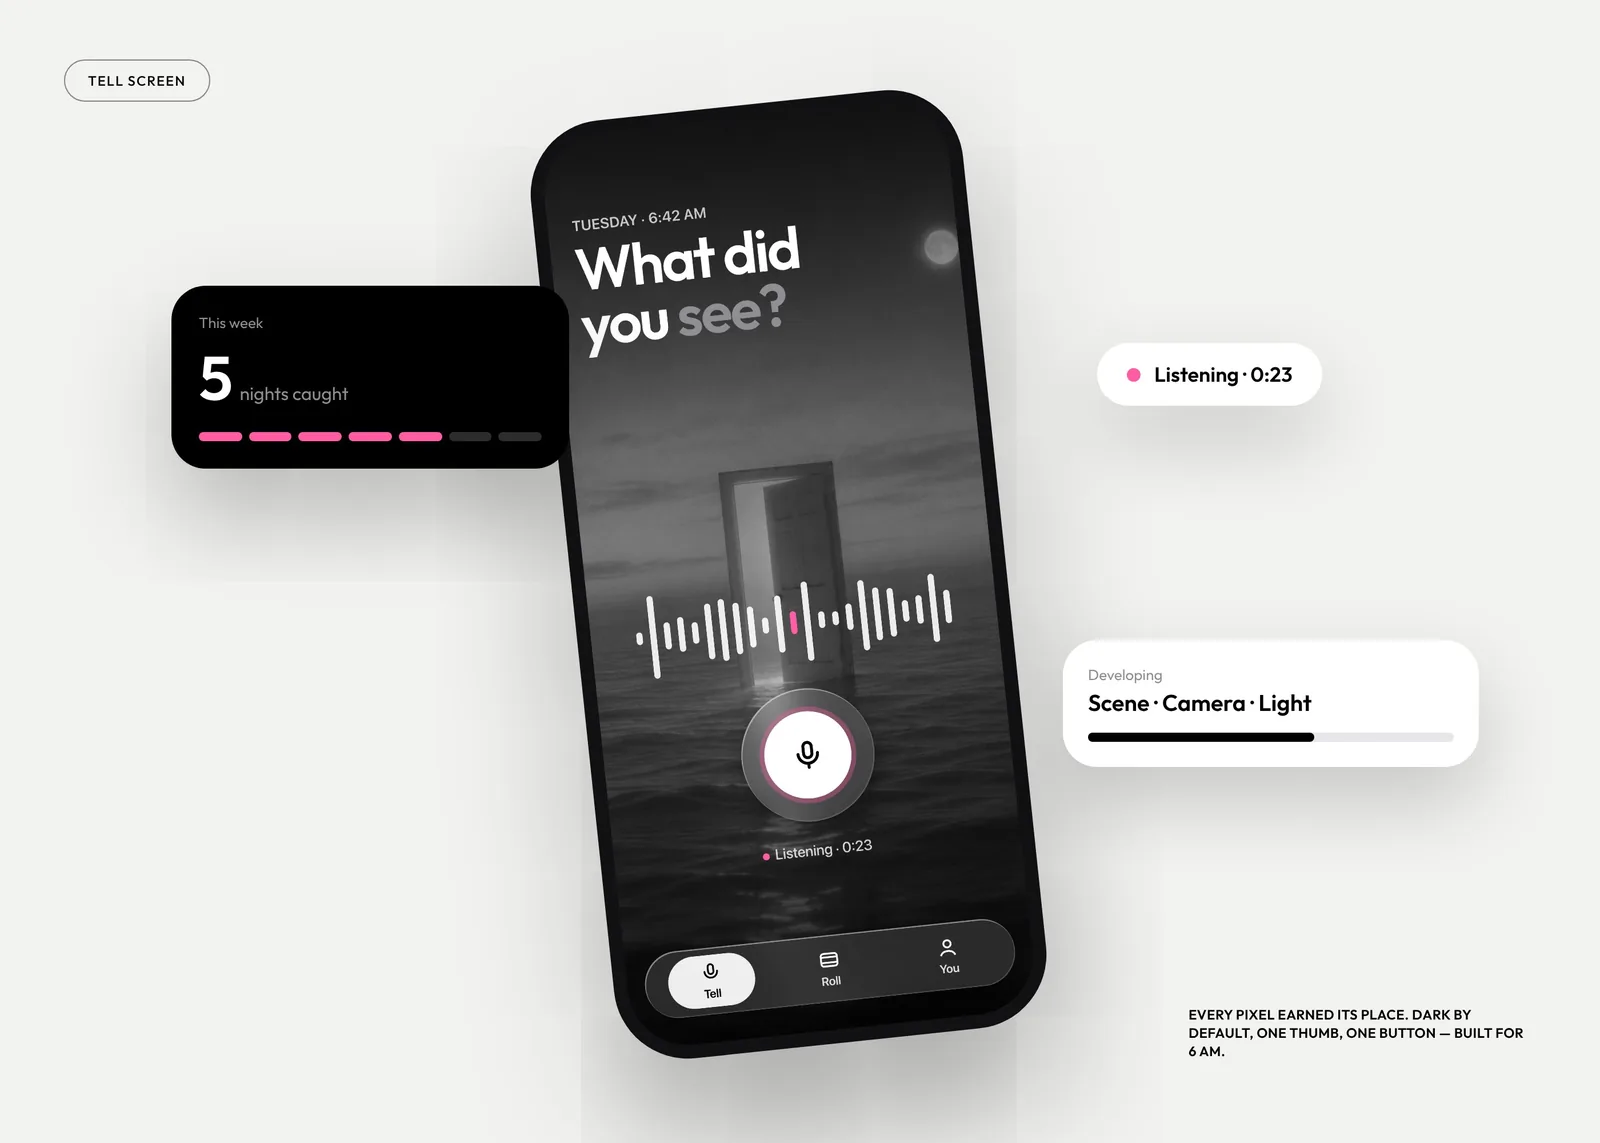 TELL SCREEN
TUESDAY · 6:42 AM
What did
you see?
This week
5 nights caught
Listening · 0:23
Developing
Scene · Camera · Light
Listening · 0:23
Tell
Roll
You
EVERY PIXEL EARNED ITS PLACE. DARK BY
DEFAULT, ONE THUMB, ONE BUTTON — BUILT FOR
6 AM.